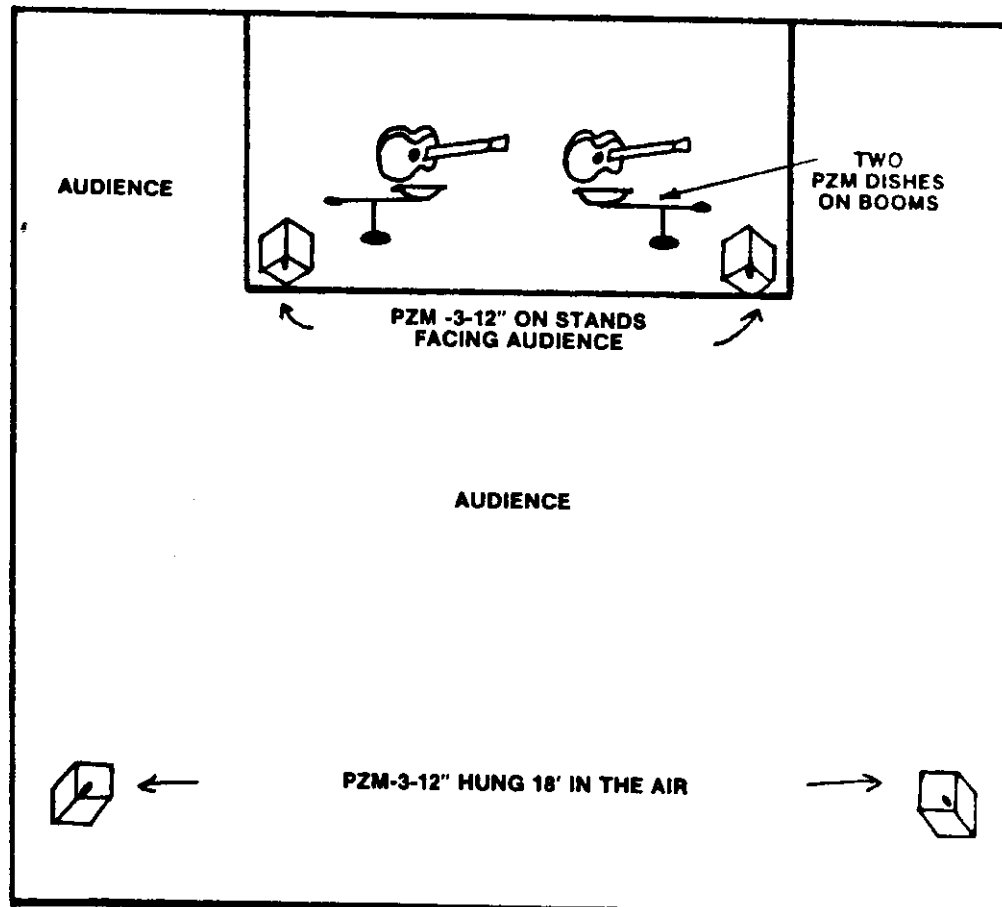 AUDIENCE
TWO
PZM DISHES
ON BOOMS
PZM -3-12" ON STANDS
FACING AUDIENCE
AUDIENCE
PZM-3-12" HUNG 18' IN THE AIR